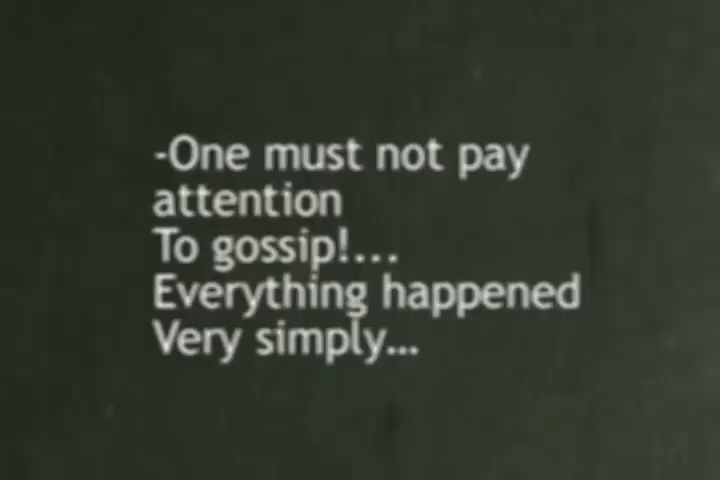 -One must not pay
attention
To gossip!...
Everything happened
Very simply...